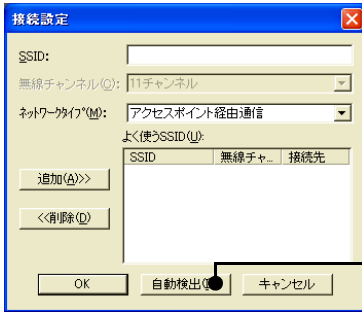 接続設定
SSID:
無線チャンネル(C): 11チャンネル
ネットワークタイプ(M): アクセスポイント経由通信
よく使うSSID(U):
SSID 無線チャ... 接続先
追加(A)>>
<<削除(D)
OK 自動検出 キャンセル